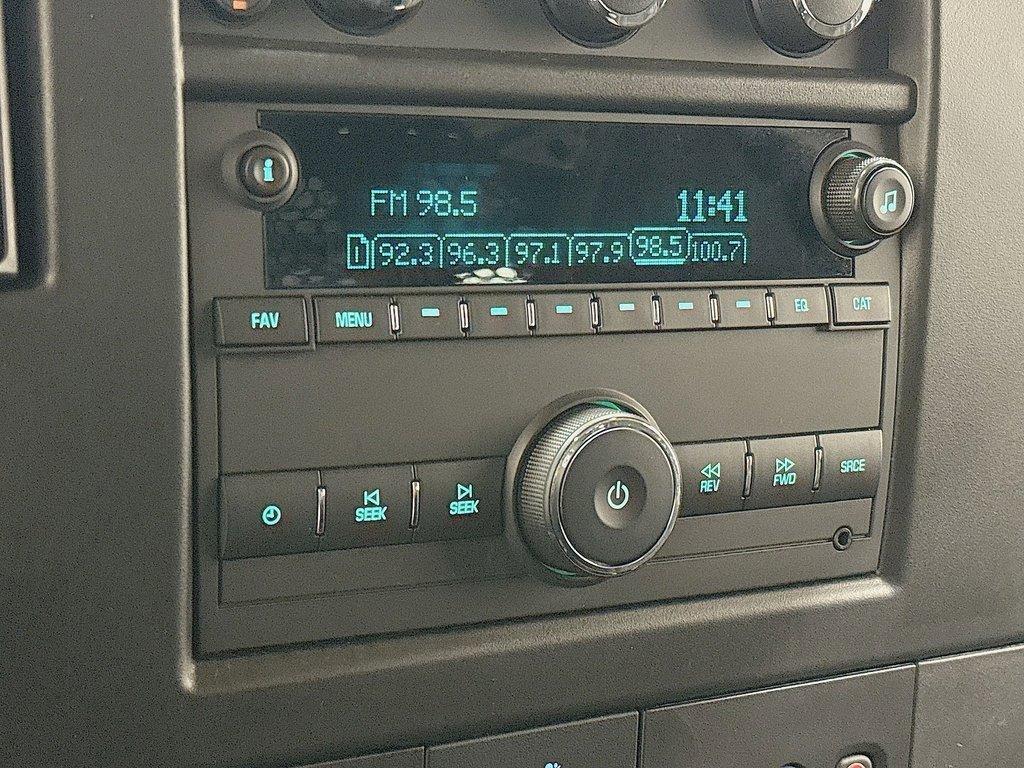 i
FM 98.5 11:41
1 92.3 96.3 97.1 97.9 98.5 100.7
FAV MENU EQ CAT
SEEK SEEK REV FWD SRCE